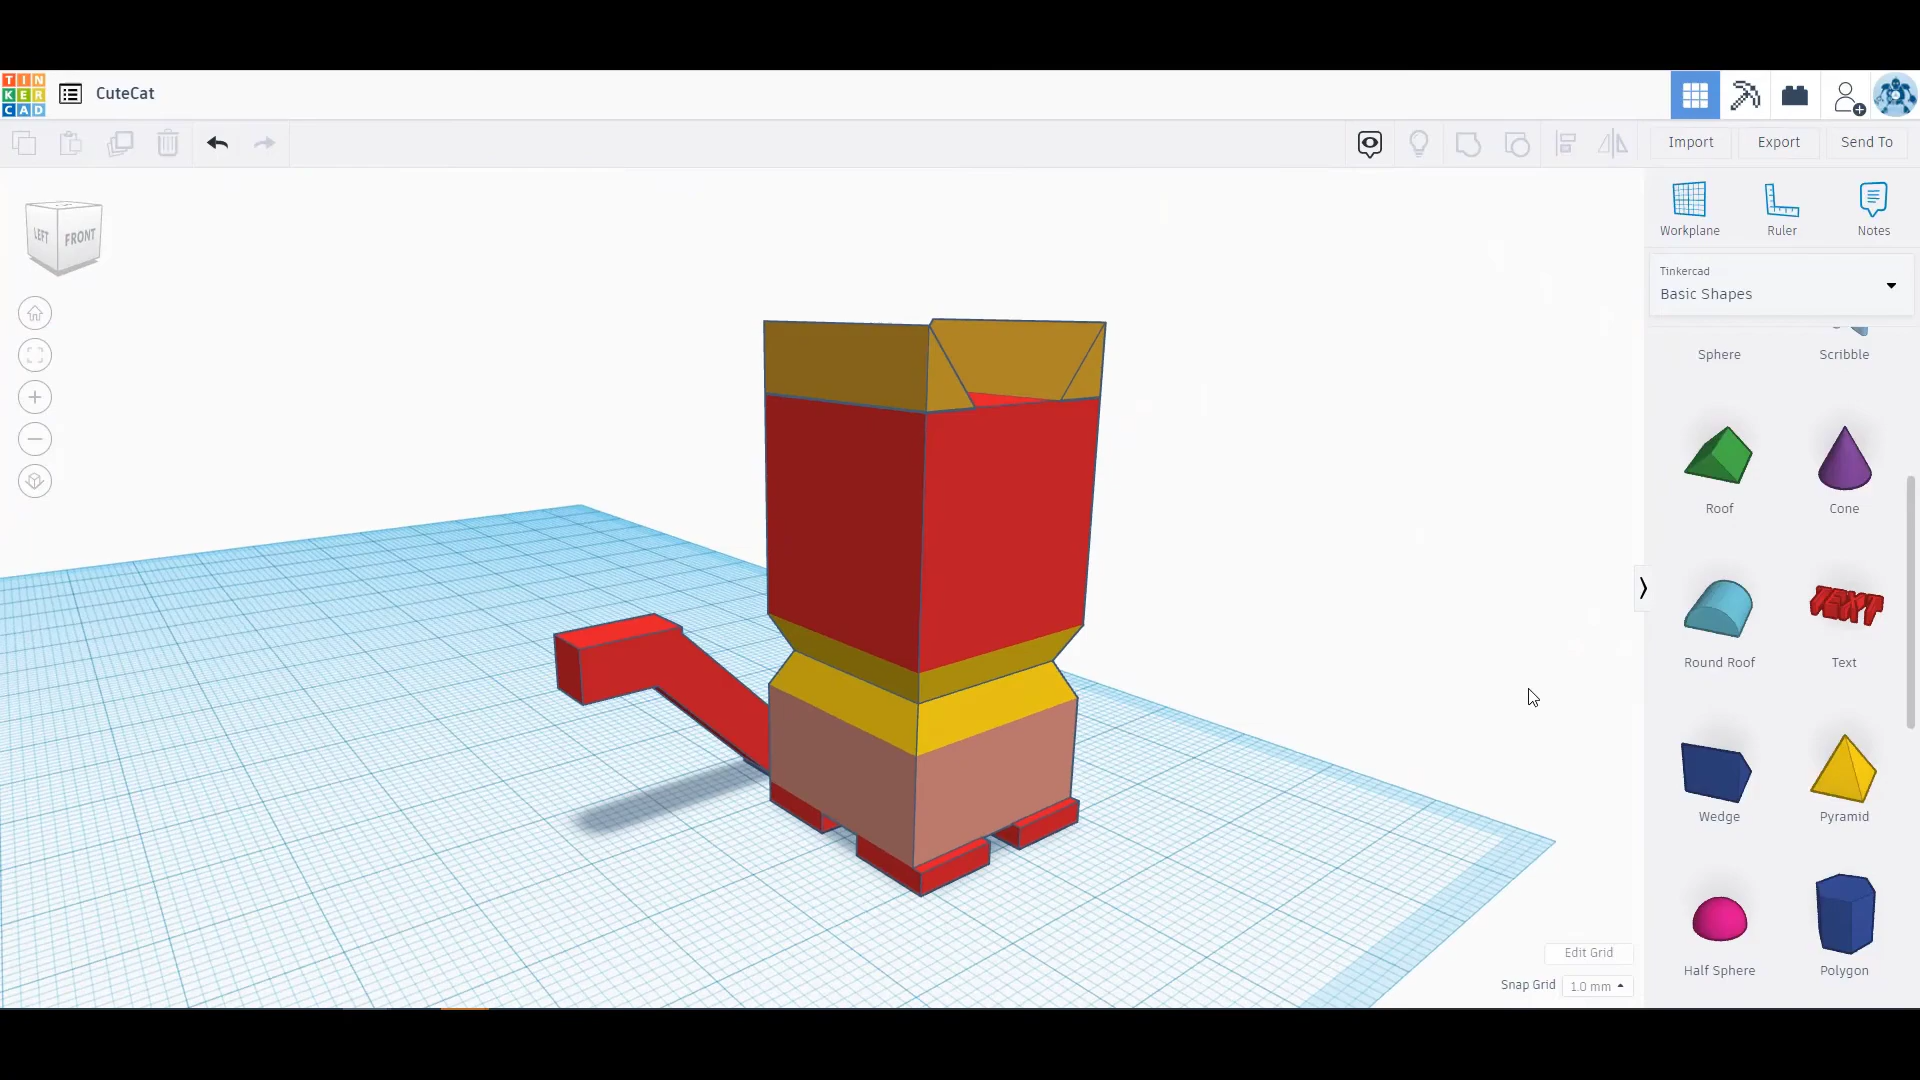 TIN
KER
CAD
CuteCat
Import
Export
Send To
LEFT
FRONT
Workplane
Ruler
Notes
Tinkercad
Basic Shapes
Sphere
Scribble
Roof
Cone
TEXT
Round Roof
Text
Wedge
Pyramid
Half Sphere
Polygon
Edit Grid
Snap Grid
1.0 mm